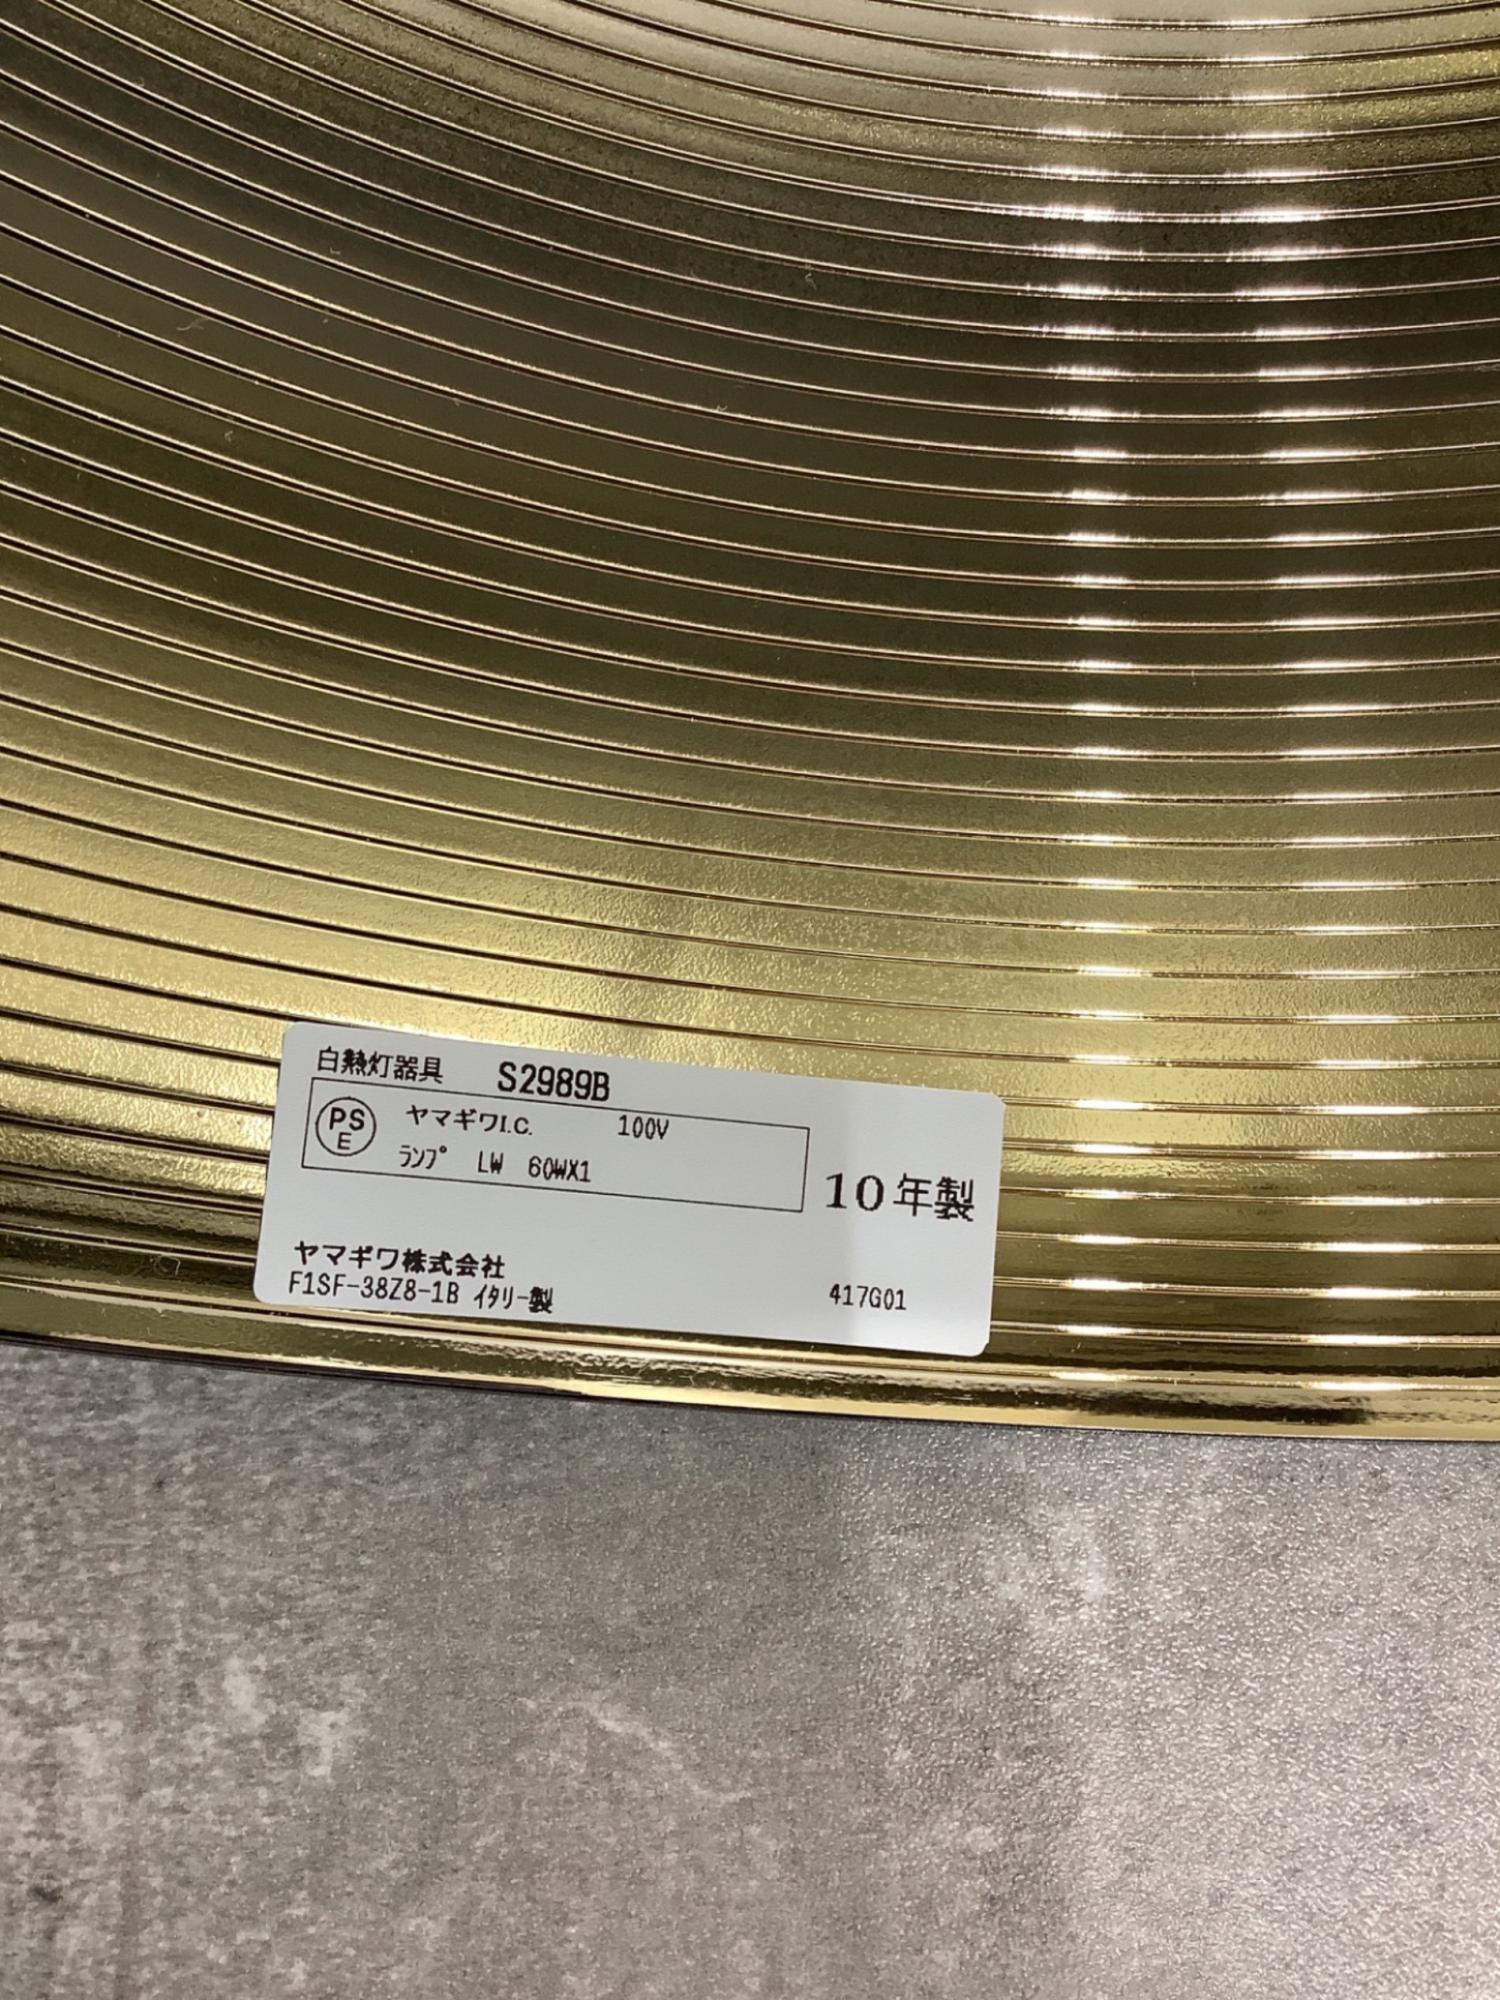 白熱灯器具 S2989B
PS
E
ヤマギワI.C. 100V
ﾗﾝﾌﾟ LW 60WX1
10年製
ヤマギワ株式会社
F1SF-38Z8-1B ｲﾀﾘｰ製 417G01